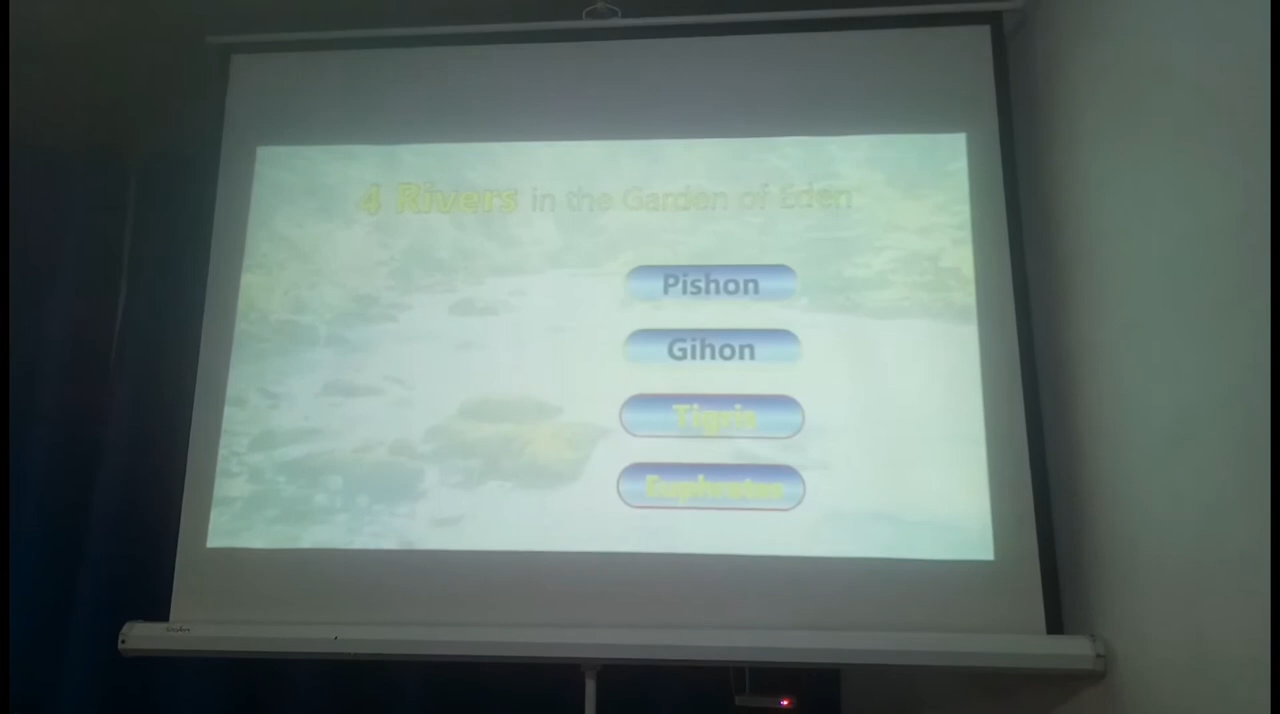 4 Rivers in the Garden of Eden
Pishon
Gihon
Tigris
Euphrates